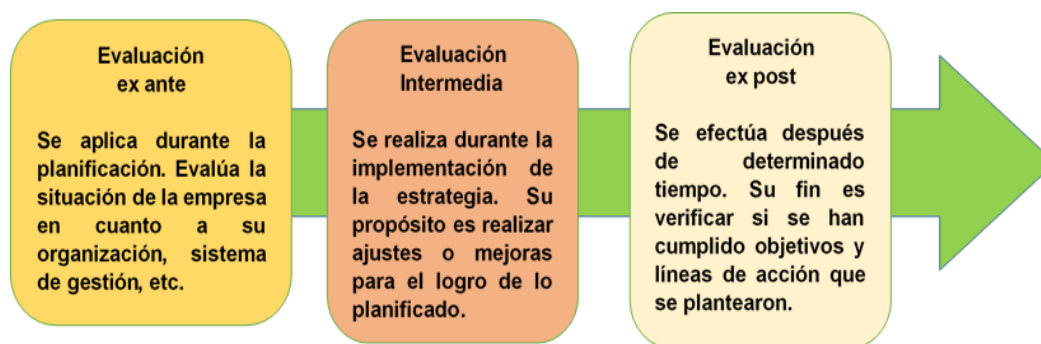 Evaluación
ex ante
Se aplica durante la
planificación. Evalúa la
situación de la empresa
en cuanto a su
organización, sistema
de gestión, etc.
Evaluación
Intermedia
Se realiza durante la
implementación de
la estrategia. Su
propósito es realizar
ajustes o mejoras
para el logro de lo
planificado.
Evaluación
ex post
Se efectúa después
de determinado
tiempo. Su fin es
verificar si se han
cumplido objetivos y
líneas de acción que
se plantearon.